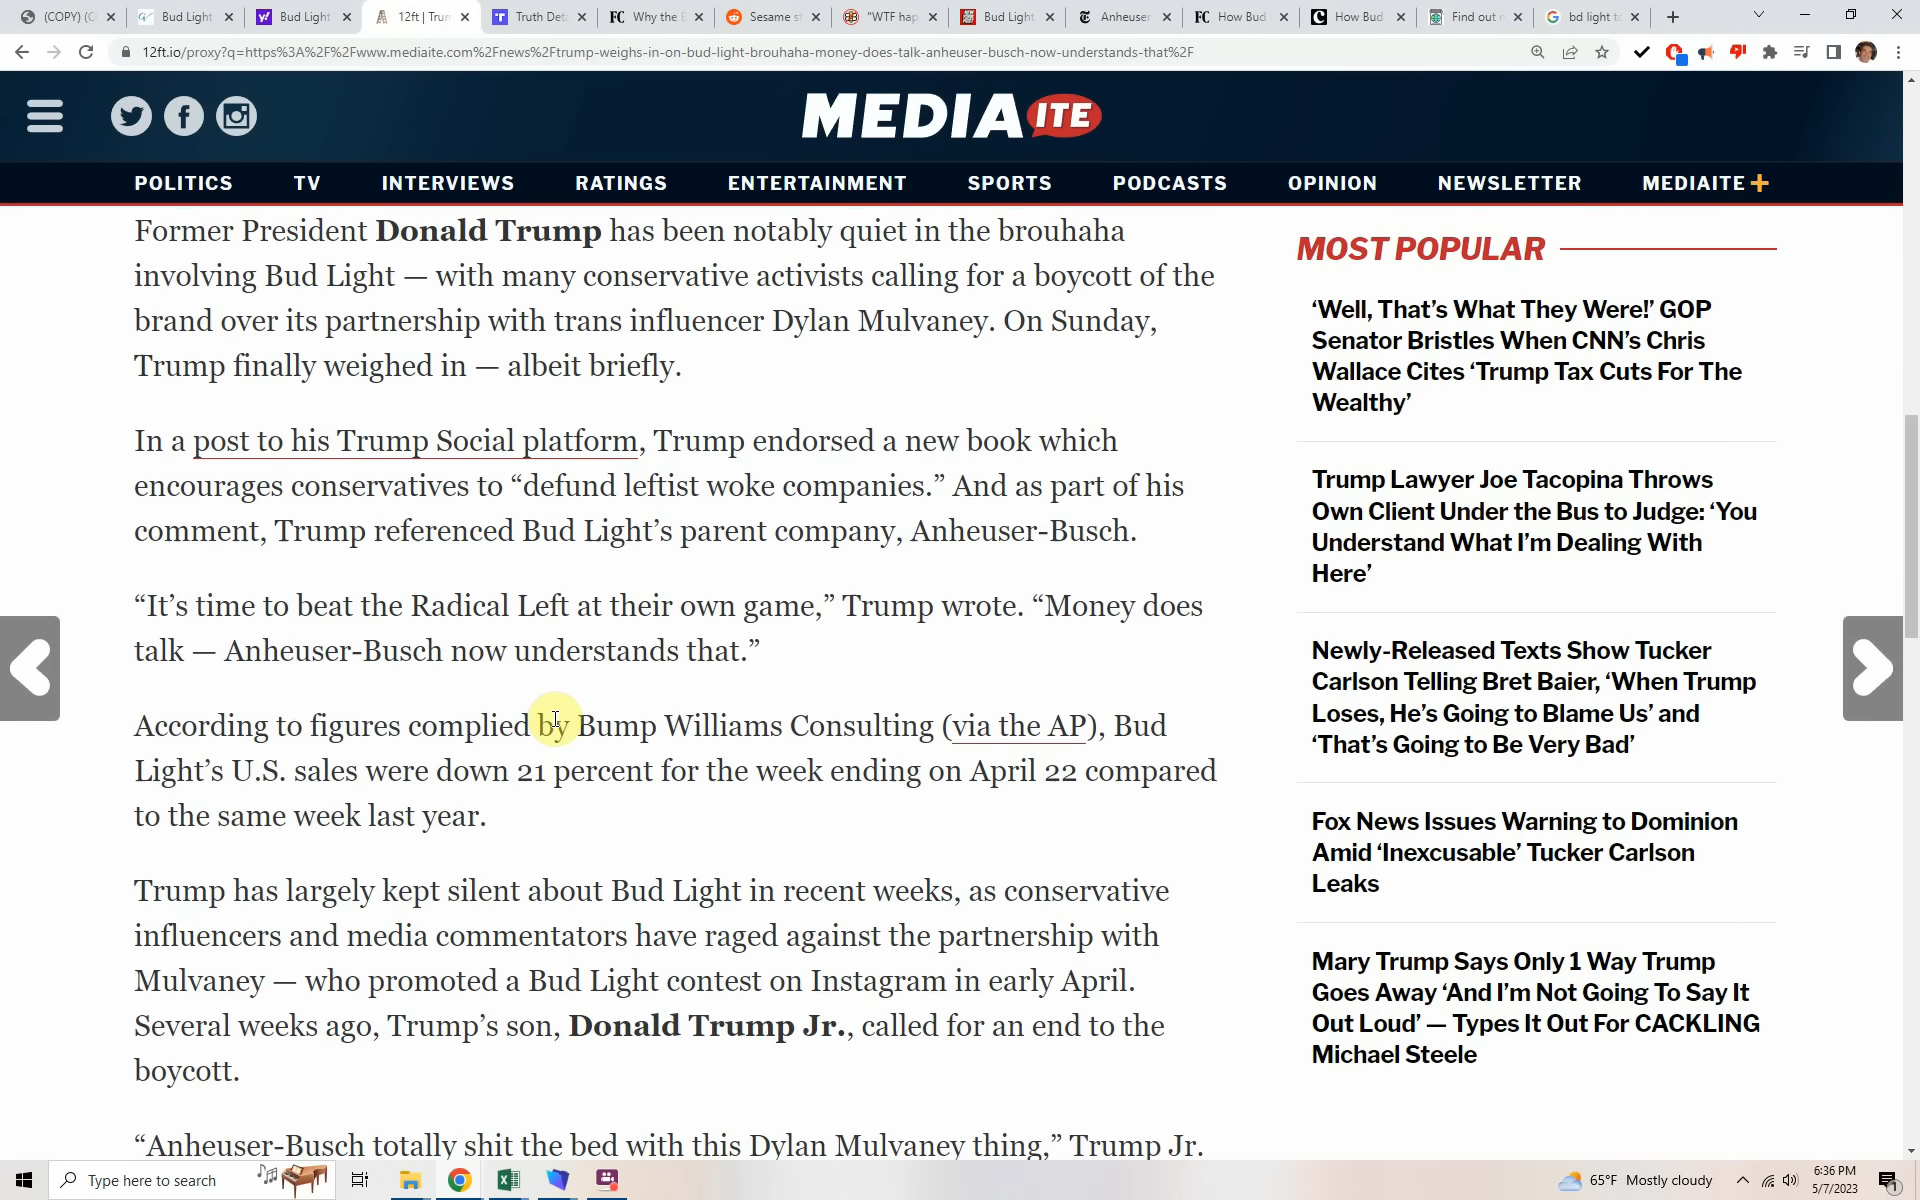 (COPY) (C
Bud Light
Bud Light
12ft | Trun
Truth Deta
Why the B
Sesame st
"WTF hap
Bud Light
Anheuser-
How Bud
How Bud
Find out n
bd light to
12ft.io/proxy?q=https%3A%2F%2Fwww.mediaite.com%2Fnews%2Ftrump-weighs-in-on-bud-light-brouhaha-money-does-talk-anheuser-busch-now-understands-that%2F
MEDIAITE
POLITICS TV INTERVIEWS RATINGS ENTERTAINMENT SPORTS PODCASTS OPINION NEWSLETTER MEDIAITE+
Former President Donald Trump has been notably quiet in the brouhaha
involving Bud Light — with many conservative activists calling for a boycott of the
brand over its partnership with trans influencer Dylan Mulvaney. On Sunday,
Trump finally weighed in — albeit briefly.
In a post to his Trump Social platform, Trump endorsed a new book which
encourages conservatives to “defund leftist woke companies.” And as part of his
comment, Trump referenced Bud Light’s parent company, Anheuser-Busch.
“It’s time to beat the Radical Left at their own game,” Trump wrote. “Money does
talk — Anheuser-Busch now understands that.”
According to figures complied by Bump Williams Consulting (via the AP), Bud
Light’s U.S. sales were down 21 percent for the week ending on April 22 compared
to the same week last year.
Trump has largely kept silent about Bud Light in recent weeks, as conservative
influencers and media commentators have raged against the partnership with
Mulvaney — who promoted a Bud Light contest on Instagram in early April.
Several weeks ago, Trump’s son, Donald Trump Jr., called for an end to the
boycott.
“Anheuser-Busch totally shit the bed with this Dylan Mulvaney thing,” Trump Jr.
MOST POPULAR
‘Well, That’s What They Were!’ GOP
Senator Bristles When CNN’s Chris
Wallace Cites ‘Trump Tax Cuts For The
Wealthy’
Trump Lawyer Joe Tacopina Throws
Own Client Under the Bus to Judge: ‘You
Understand What I’m Dealing With
Here’
Newly-Released Texts Show Tucker
Carlson Telling Bret Baier, ‘When Trump
Loses, He’s Going to Blame Us’ and
‘That’s Going to Be Very Bad’
Fox News Issues Warning to Dominion
Amid ‘Inexcusable’ Tucker Carlson
Leaks
Mary Trump Says Only 1 Way Trump
Goes Away ‘And I’m Not Going To Say It
Out Loud’ — Types It Out For CACKLING
Michael Steele
Type here to search
65°F Mostly cloudy
6:36 PM
5/7/2023